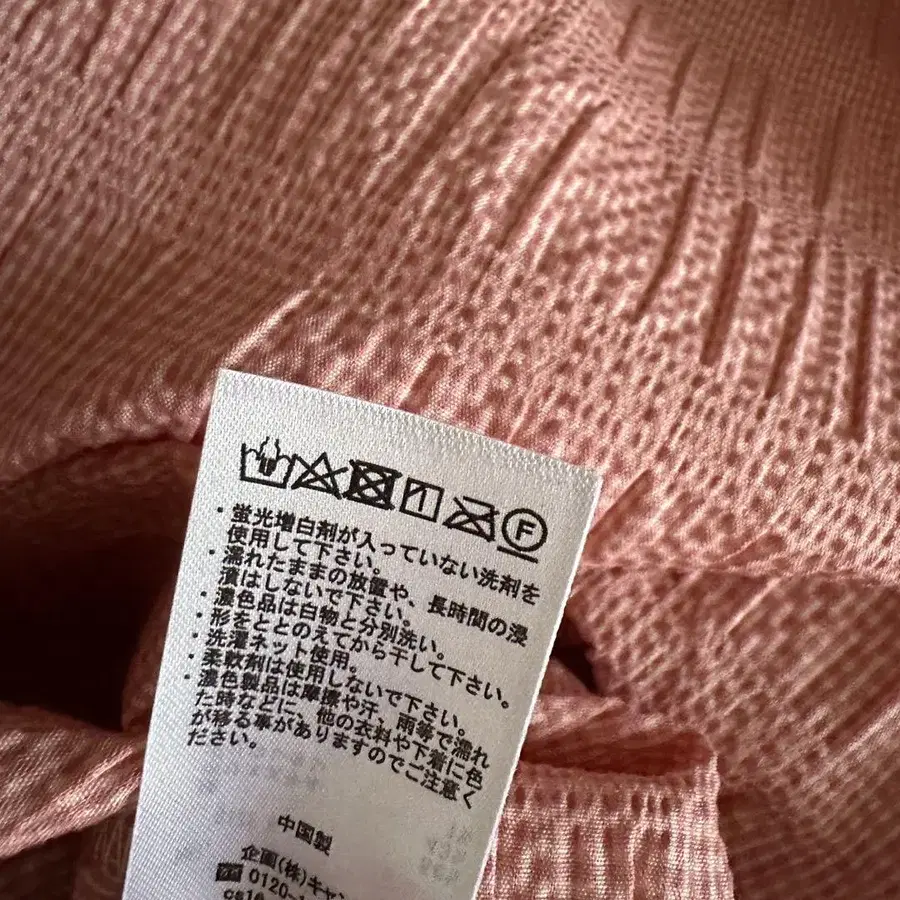 F
・蛍光増白剤が入っていない洗剤を
使用して下さい。
・濡れたままの放置や、長時間の浸
漬はしないで下さい。
・濃色品は白物と分別洗い。
・形をととのえてから干して下さい。
・洗濯ネット使用。
・柔軟剤は使用しないで下さい。
・濃色製品は摩擦や汗、雨等で濡れ
た時などに、他の衣料や下着に色
が移る事がありますのでご注意く
ださい。
中国製
企画(株)キャン
0120-
cs16